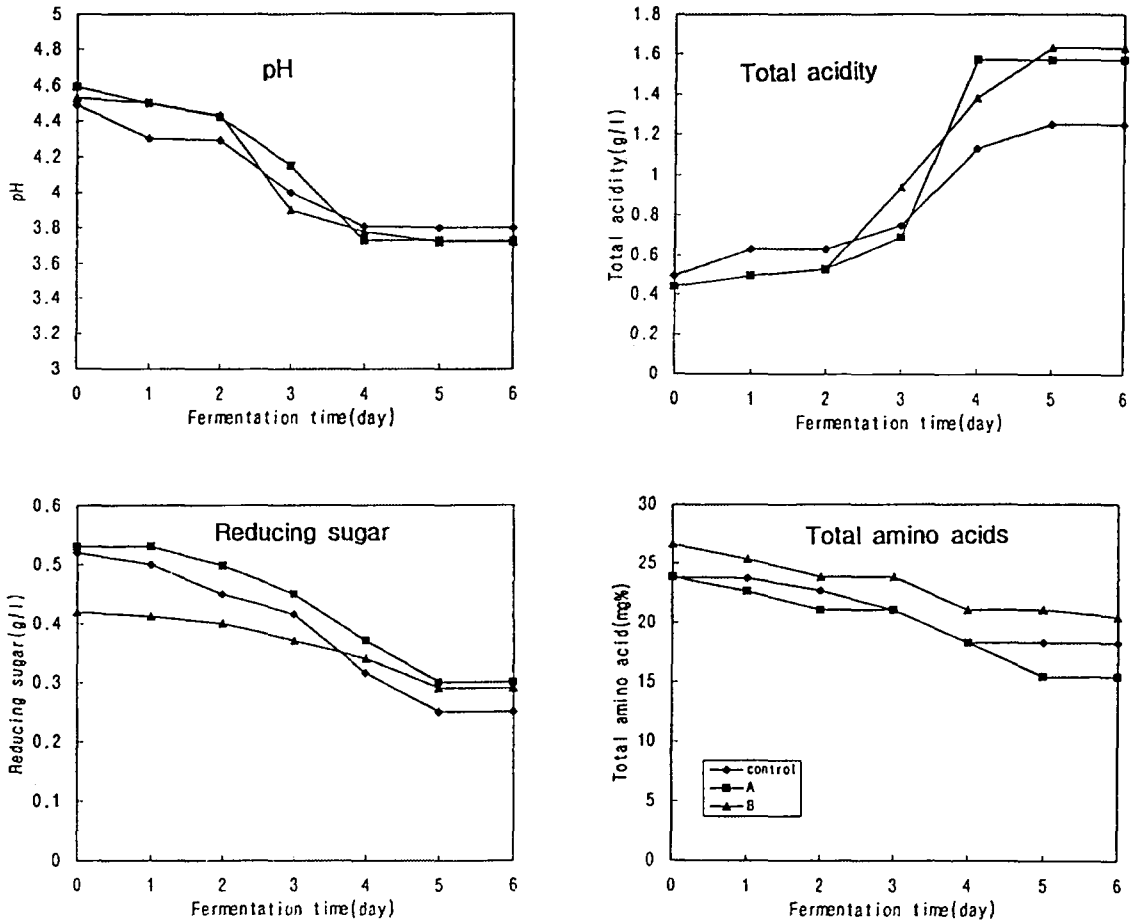 5
4.8
4.6
4.4
4.2
4
3.8
3.6
3.4
3.2
3
pH
pH
0 1 2 3 4 5 6
Fermentation time(day)
1.8
1.6
1.4
1.2
1
0.8
0.6
0.4
0.2
0
Total acidity(g/l)
Total acidity
0 1 2 3 4 5 6
Fermentation time(day)
0.6
0.5
0.4
0.3
0.2
0.1
0
Reducing sugar(g/l)
Reducing sugar
0 1 2 3 4 5 6
Fermentation time(day)
30
25
20
15
10
5
0
Total amino acid(mg%)
Total amino acids
control
A
B
0 1 2 3 4 5 6
Fermentation time(day)